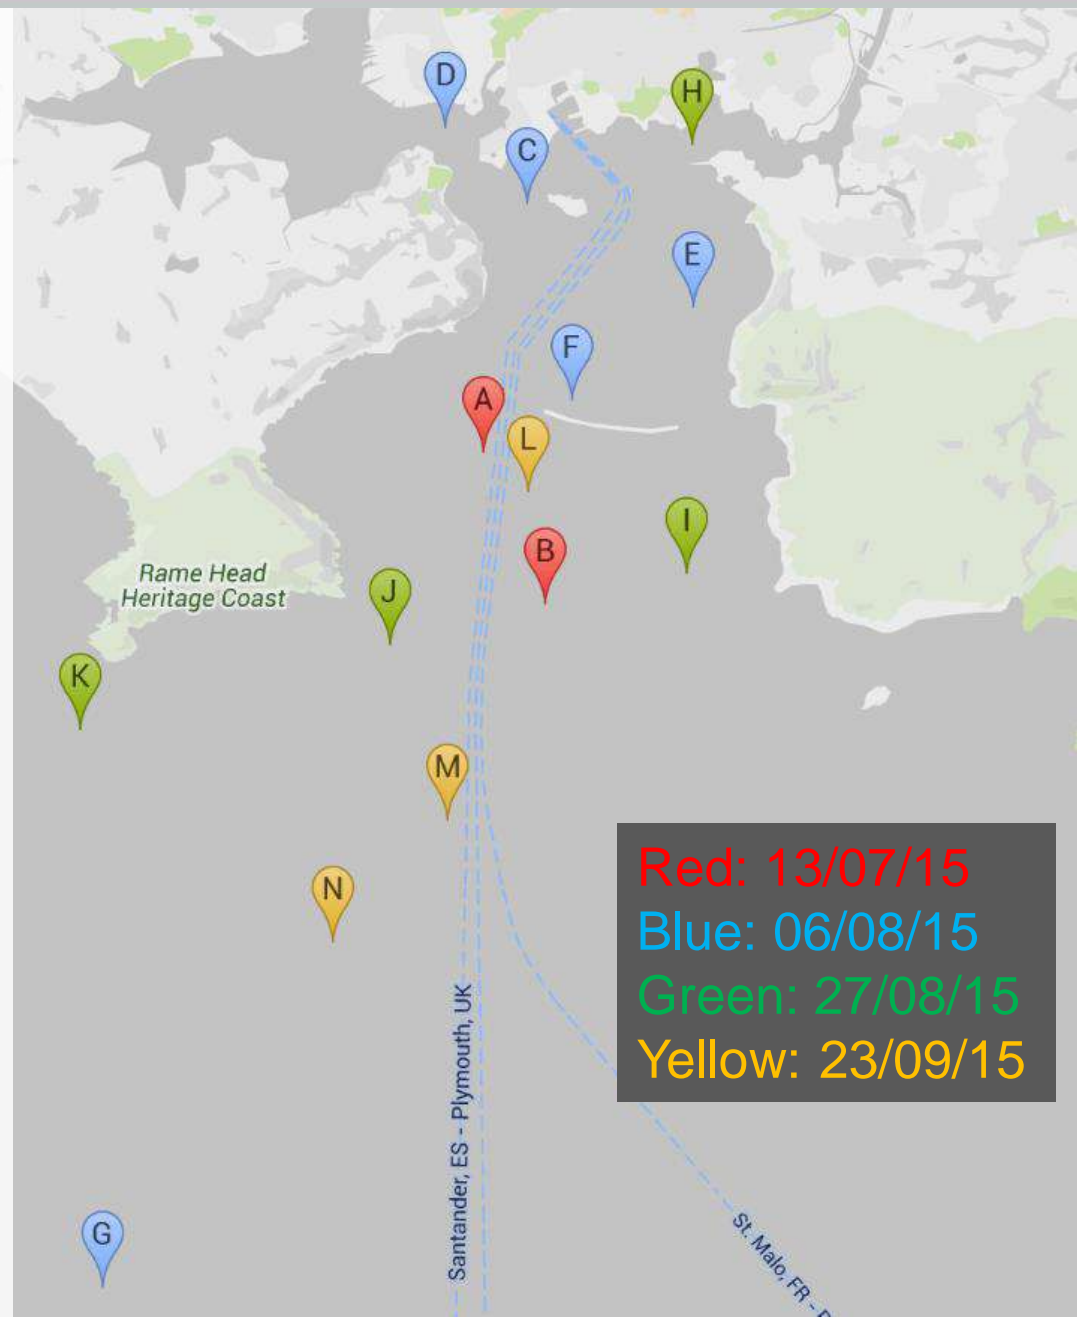 D
H
C
E
F
A
L
I
B
Rame Head
Heritage Coast
J
K
M
N
Red: 13/07/15
Blue: 06/08/15
Green: 27/08/15
Yellow: 23/09/15
Santander, ES - Plymouth, UK
G
St. Malo, FR -